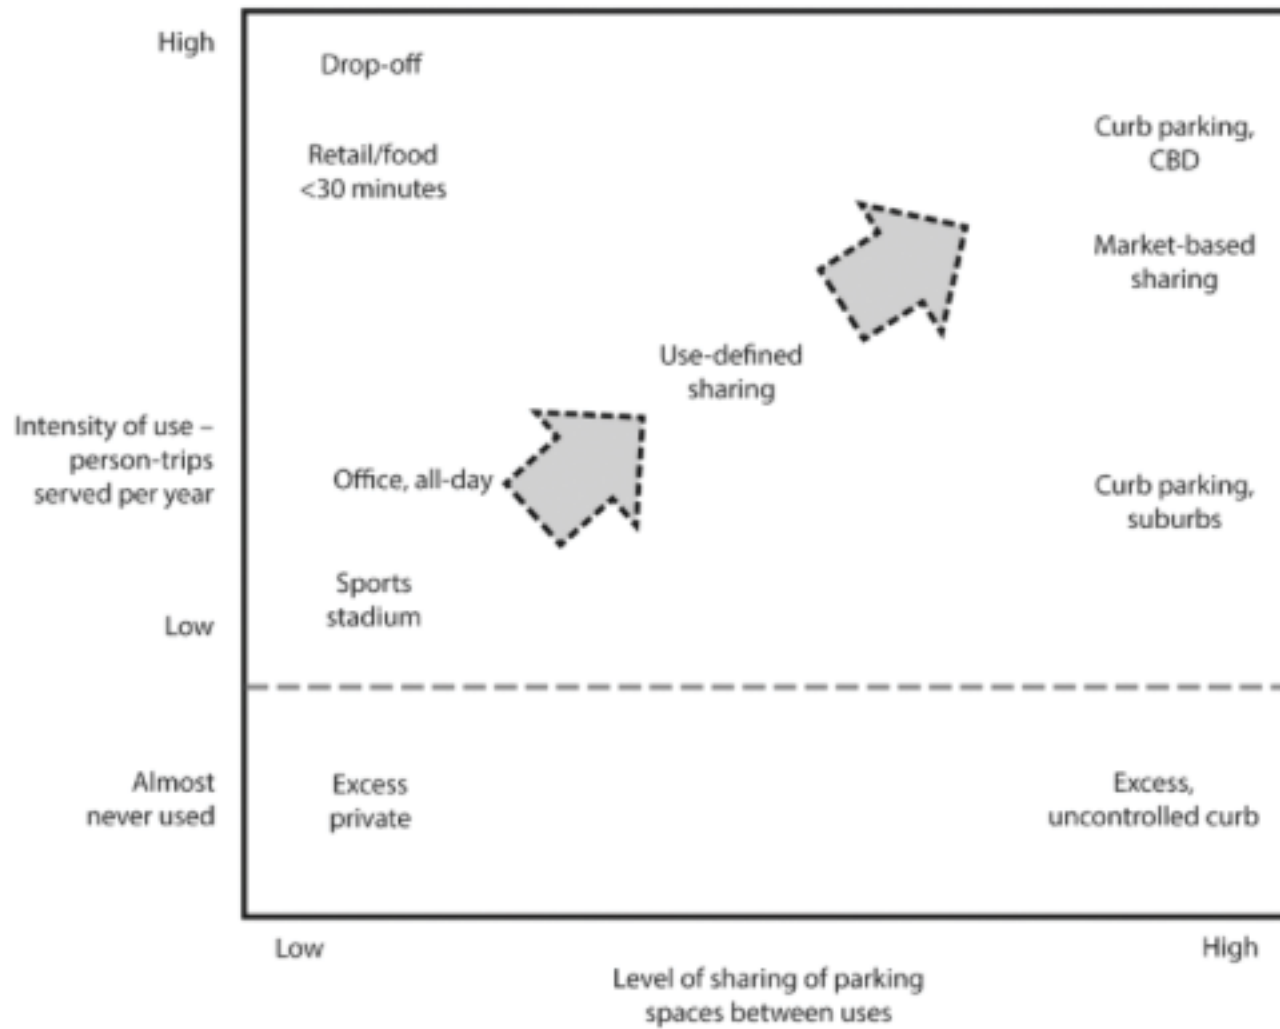 High
Drop-off
Curb parking,
CBD
Retail/food
<30 minutes
Market-based
sharing
Use-defined
sharing
Intensity of use –
person-trips
served per year
Office, all-day
Curb parking,
suburbs
Sports
stadium
Low
Almost
never used
Excess
private
Excess,
uncontrolled curb
Low
High
Level of sharing of parking
spaces between uses